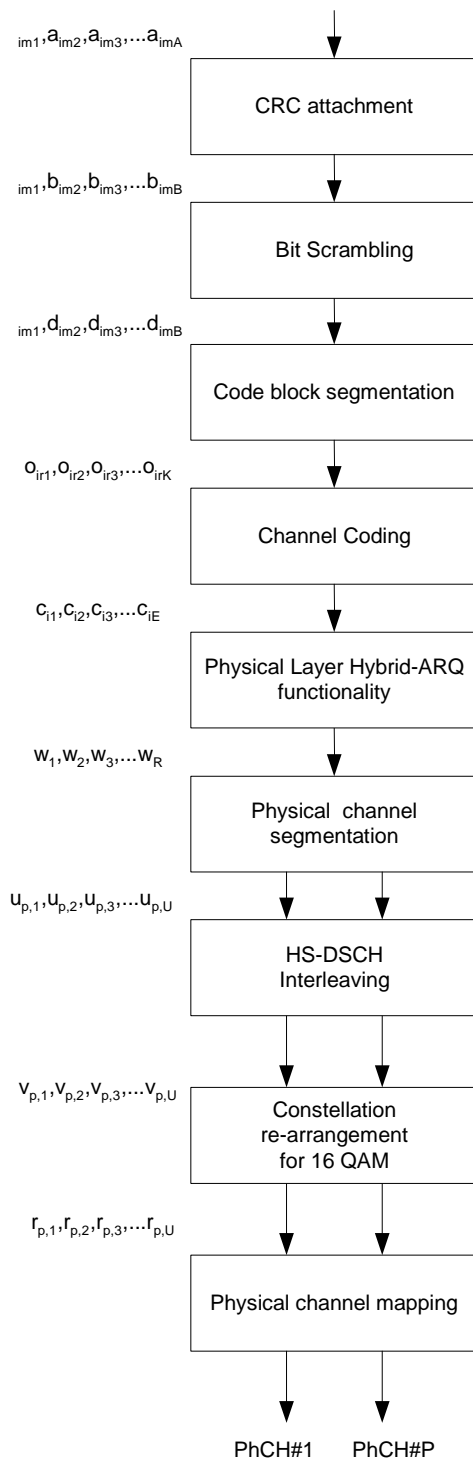 im1,aim2,aim3,...aimA
CRC attachment
im1,bim2,bim3,...bimB
Bit Scrambling
im1,dim2,dim3,...dimB
Code block segmentation
oir1,oir2,oir3,...oirK
Channel Coding
ci1,ci2,ci3,...ciE
Physical Layer Hybrid-ARQ
functionality
w1,w2,w3,...wR
Physical channel
segmentation
up,1,up,2,up,3,...up,U
HS-DSCH
Interleaving
vp,1,vp,2,vp,3,...vp,U
Constellation
re-arrangement
for 16 QAM
rp,1,rp,2,rp,3,...rp,U
Physical channel mapping
PhCH#1 PhCH#P